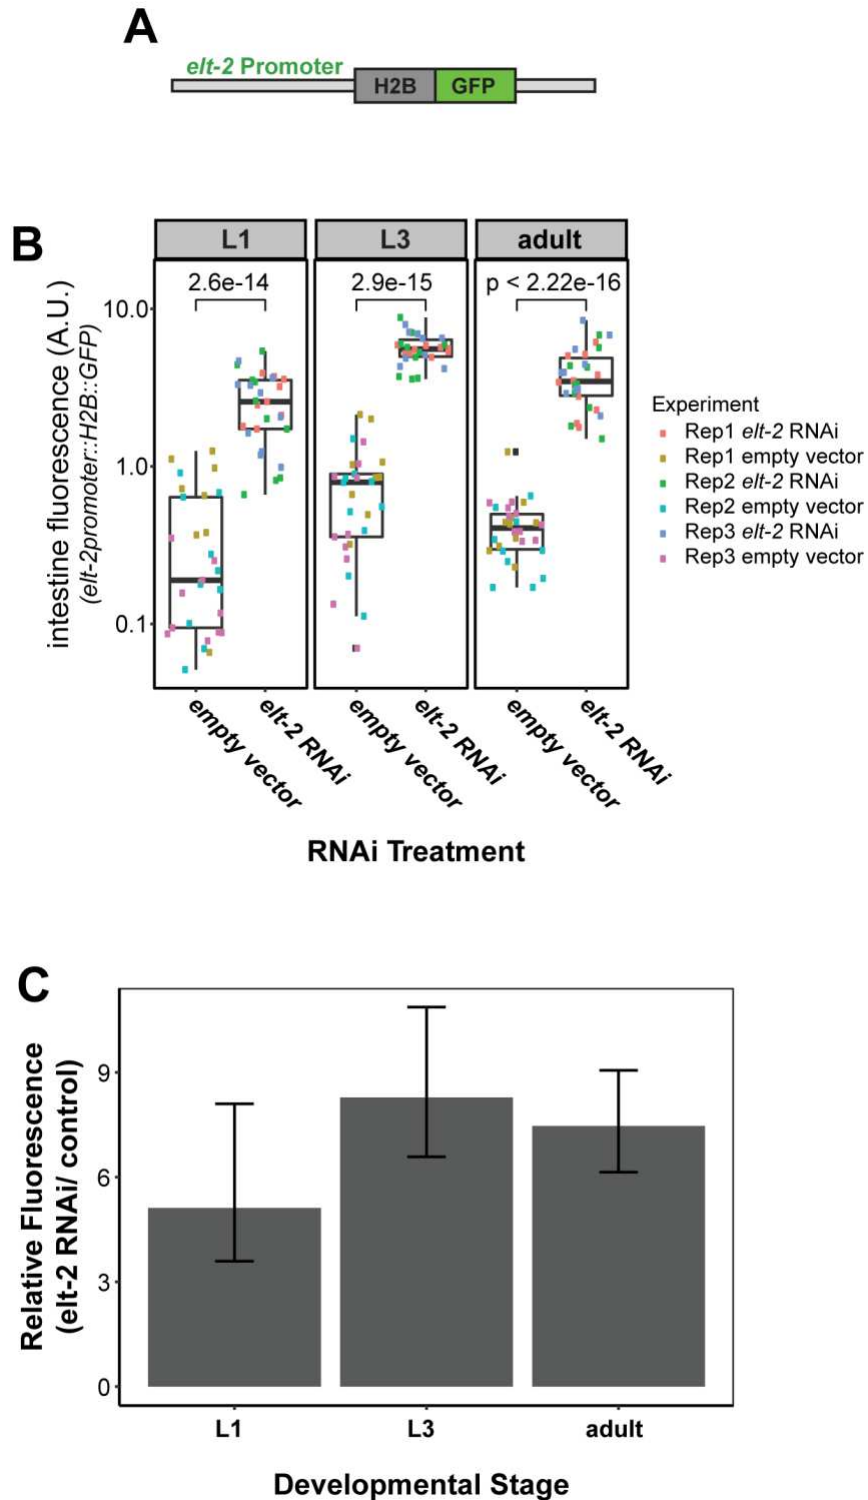 A
elt-2 Promoter
H2B GFP
B
L1 L3 adult
2.6e-14 2.9e-15 p < 2.22e-16
intestine fluorescence (A.U.)
(elt-2promoter::H2B::GFP)
10.0
1.0
0.1
empty vector elt-2 RNAi empty vector elt-2 RNAi empty vector elt-2 RNAi
RNAi Treatment
Experiment
Rep1 elt-2 RNAi
Rep1 empty vector
Rep2 elt-2 RNAi
Rep2 empty vector
Rep3 elt-2 RNAi
Rep3 empty vector
C
Relative Fluorescence
(elt-2 RNAi/ control)
9
6
3
0
L1 L3 adult
Developmental Stage